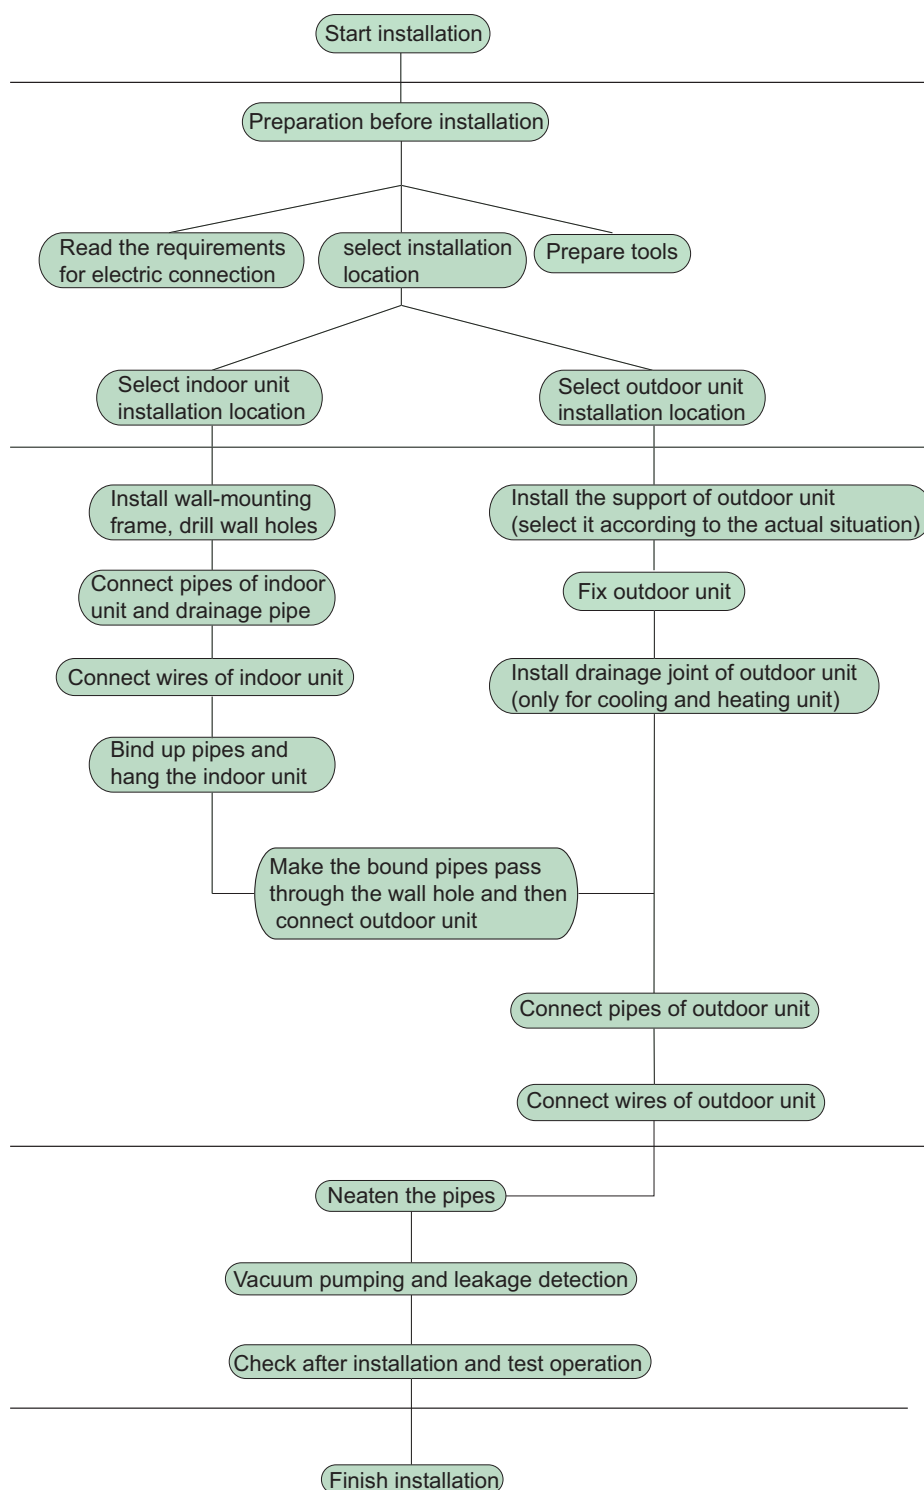 Start installation
Preparation before installation
Read the requirements
for electric connection
select installation
location
Prepare tools
Select indoor unit
installation location
Select outdoor unit
installation location
Install wall-mounting
frame, drill wall holes
Install the support of outdoor unit
(select it according to the actual situation)
Connect pipes of indoor
unit and drainage pipe
Fix outdoor unit
Connect wires of indoor unit
Install drainage joint of outdoor unit
(only for cooling and heating unit)
Bind up pipes and
hang the indoor unit
Make the bound pipes pass
through the wall hole and then
connect outdoor unit
Connect pipes of outdoor unit
Connect wires of outdoor unit
Neaten the pipes
Vacuum pumping and leakage detection
Check after installation and test operation
Finish installation